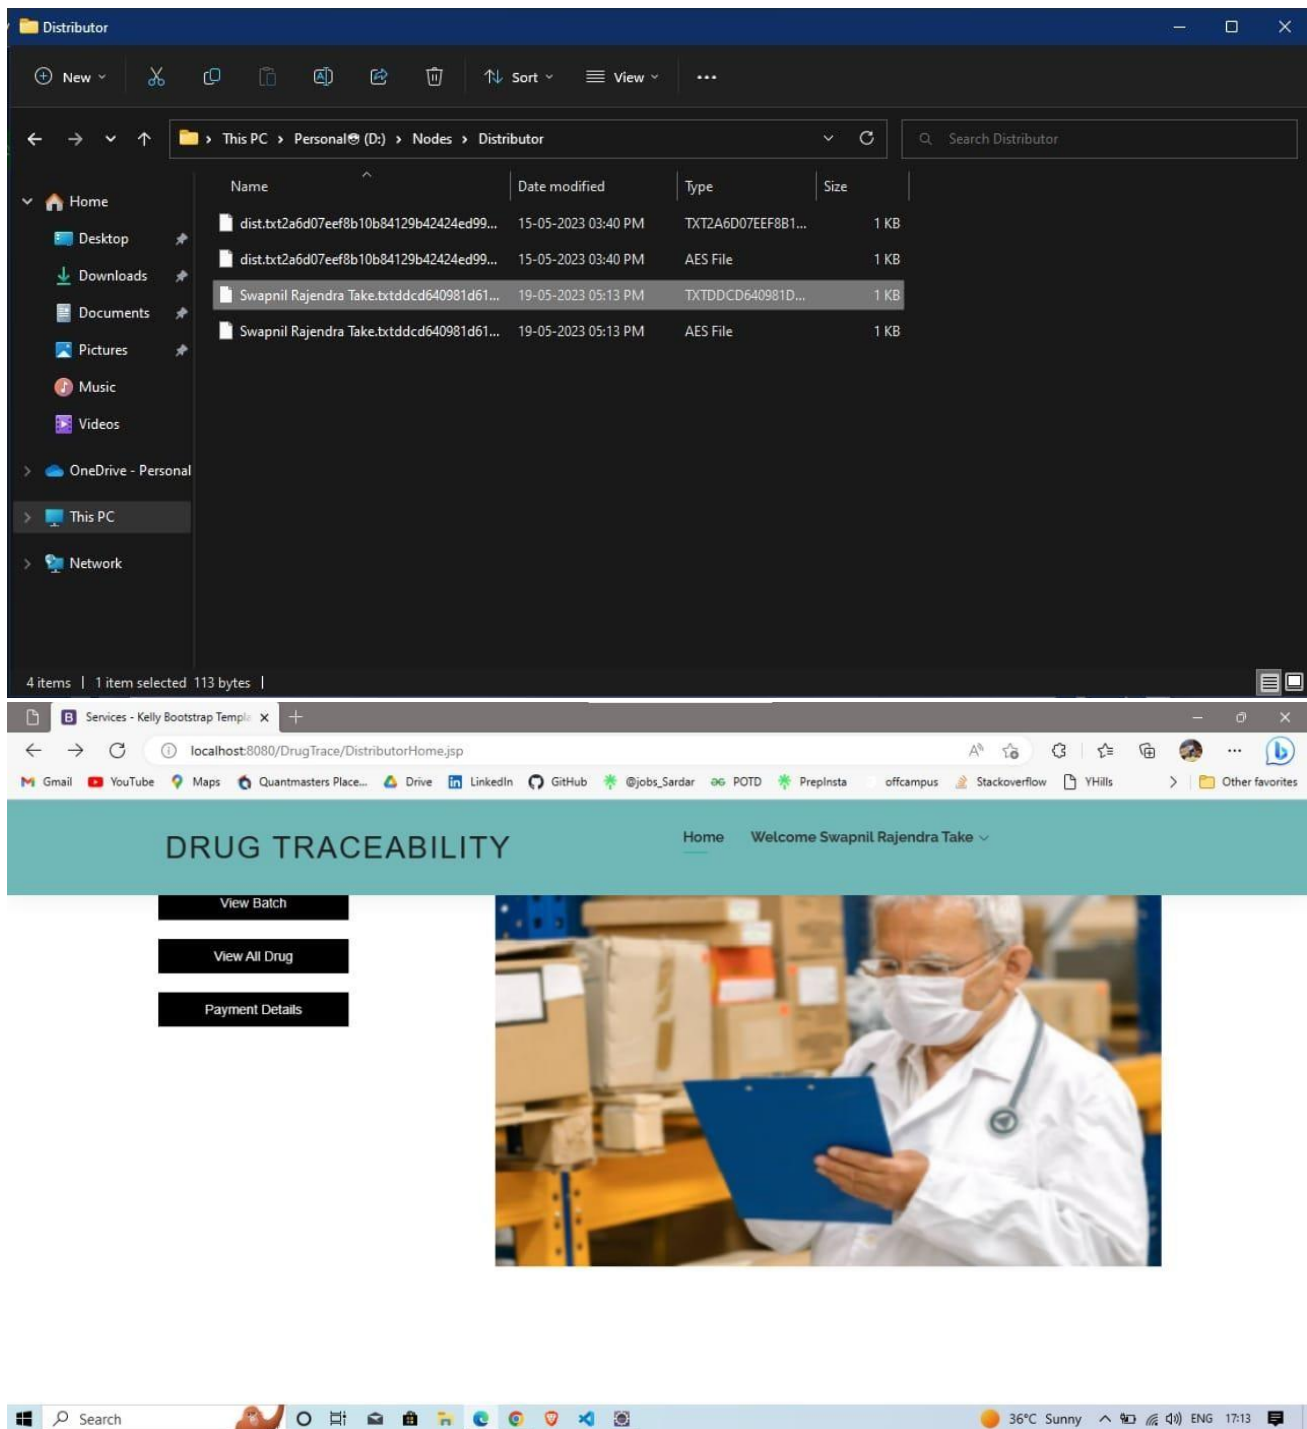 Distributor
New
Sort
View
This PC > Personal😎 (D:) > Nodes > Distributor
Search Distributor
Name Date modified Type Size
Home
Desktop
Downloads
Documents
Pictures
Music
Videos
OneDrive - Personal
This PC
Network
dist.txt2a6d07eef8b10b84129b42424ed99... 15-05-2023 03:40 PM TXT2A6D07EEF8B1... 1 KB
dist.txt2a6d07eef8b10b84129b42424ed99... 15-05-2023 03:40 PM AES File 1 KB
Swapnil Rajendra Take.txtddcd640981d61... 19-05-2023 05:13 PM TXTDDCD640981D... 1 KB
Swapnil Rajendra Take.txtddcd640981d61... 19-05-2023 05:13 PM AES File 1 KB
4 items | 1 item selected 113 bytes |
B Services - Kelly Bootstrap Templa
localhost:8080/DrugTrace/DistributorHome.jsp
Gmail YouTube Maps Quantmasters Place... Drive LinkedIn GitHub @jobs_Sardar POTD PrepInsta offcampus Stackoverflow YHills > Other favorites
DRUG TRACEABILITY Home Welcome Swapnil Rajendra Take
View Batch
View All Drug
Payment Details
Search 36°C Sunny ENG 17:13